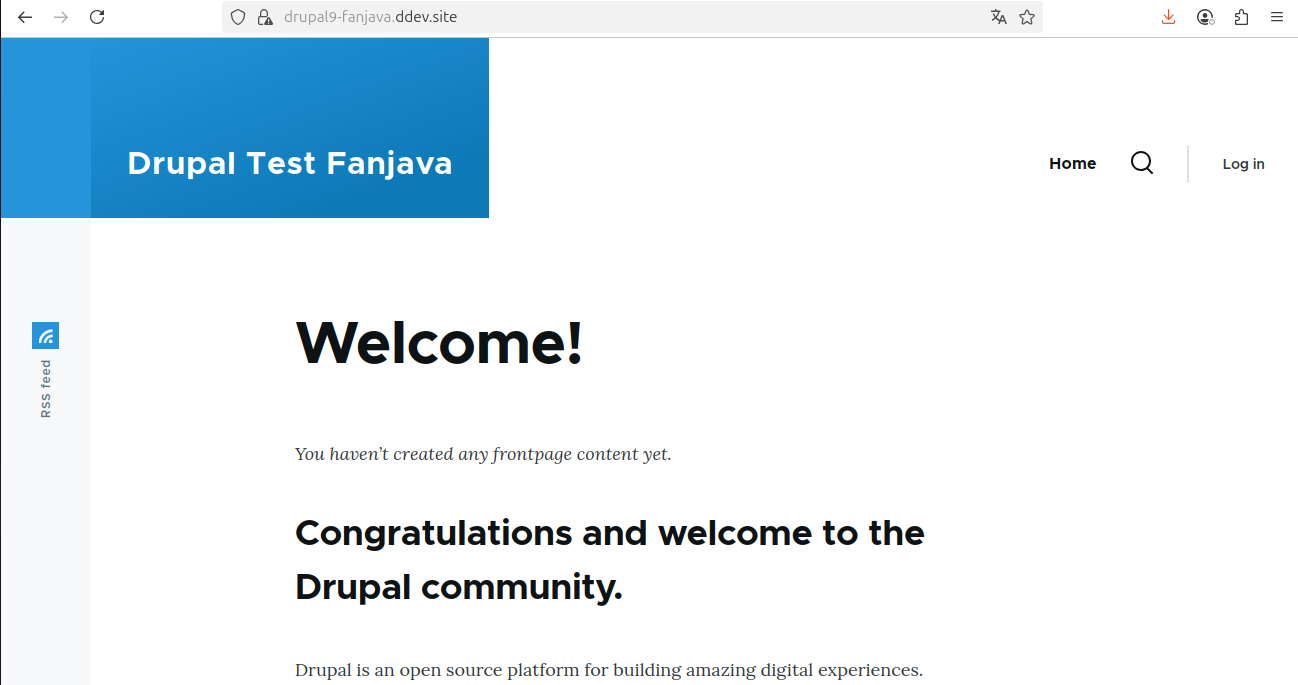 drupal9-fanjava.ddev.site
Drupal Test Fanjava
Home
Log in
RSS feed
Welcome!
You haven’t created any frontpage content yet.
Congratulations and welcome to the
Drupal community.
Drupal is an open source platform for building amazing digital experiences.